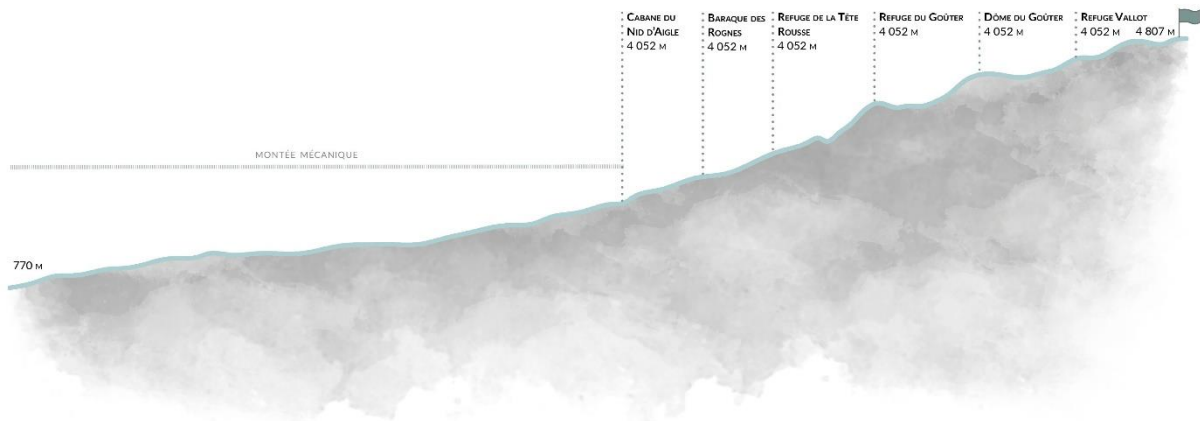 Cabane du
Nid d'Aigle
4 052 m
Baraque des
Rognes
4 052 m
Refuge de la Tête
Rousse
4 052 m
Refuge du Goûter
4 052 m
Dôme du Goûter
4 052 m
Refuge Vallot
4 052 m
4 807 m
MONTÉE MÉCANIQUE
770 m